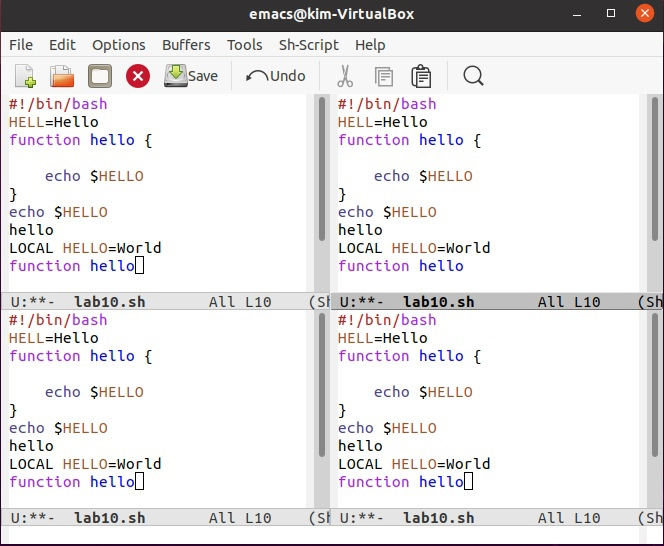 emacs@kim-VirtualBox
File Edit Options Buffers Tools Sh-Script Help
Save Undo
#!/bin/bash
HELL=Hello
function hello {
    echo $HELLO
}
echo $HELLO
hello
LOCAL HELLO=World
function hello
U:**- lab10.sh All L10 (Sh
#!/bin/bash
HELL=Hello
function hello {
    echo $HELLO
}
echo $HELLO
hello
LOCAL HELLO=World
function hello
U:**- lab10.sh All L10 (Sh
#!/bin/bash
HELL=Hello
function hello {
    echo $HELLO
}
echo $HELLO
hello
LOCAL HELLO=World
function hello
U:**- lab10.sh All L10 (Sh
#!/bin/bash
HELL=Hello
function hello {
    echo $HELLO
}
echo $HELLO
hello
LOCAL HELLO=World
function hello
U:**- lab10.sh All L10 (Sh